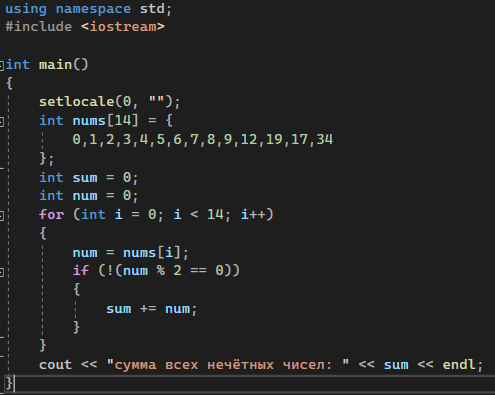 using namespace std;
#include <iostream>
int main()
{
setlocale(0, "");
int nums[14] = {
0,1,2,3,4,5,6,7,8,9,12,19,17,34
};
int sum = 0;
int num = 0;
for (int i = 0; i < 14; i++)
{
num = nums[i];
if (!(num % 2 == 0))
{
sum += num;
}
}
cout << "сумма всех нечётных чисел: " << sum << endl;
}